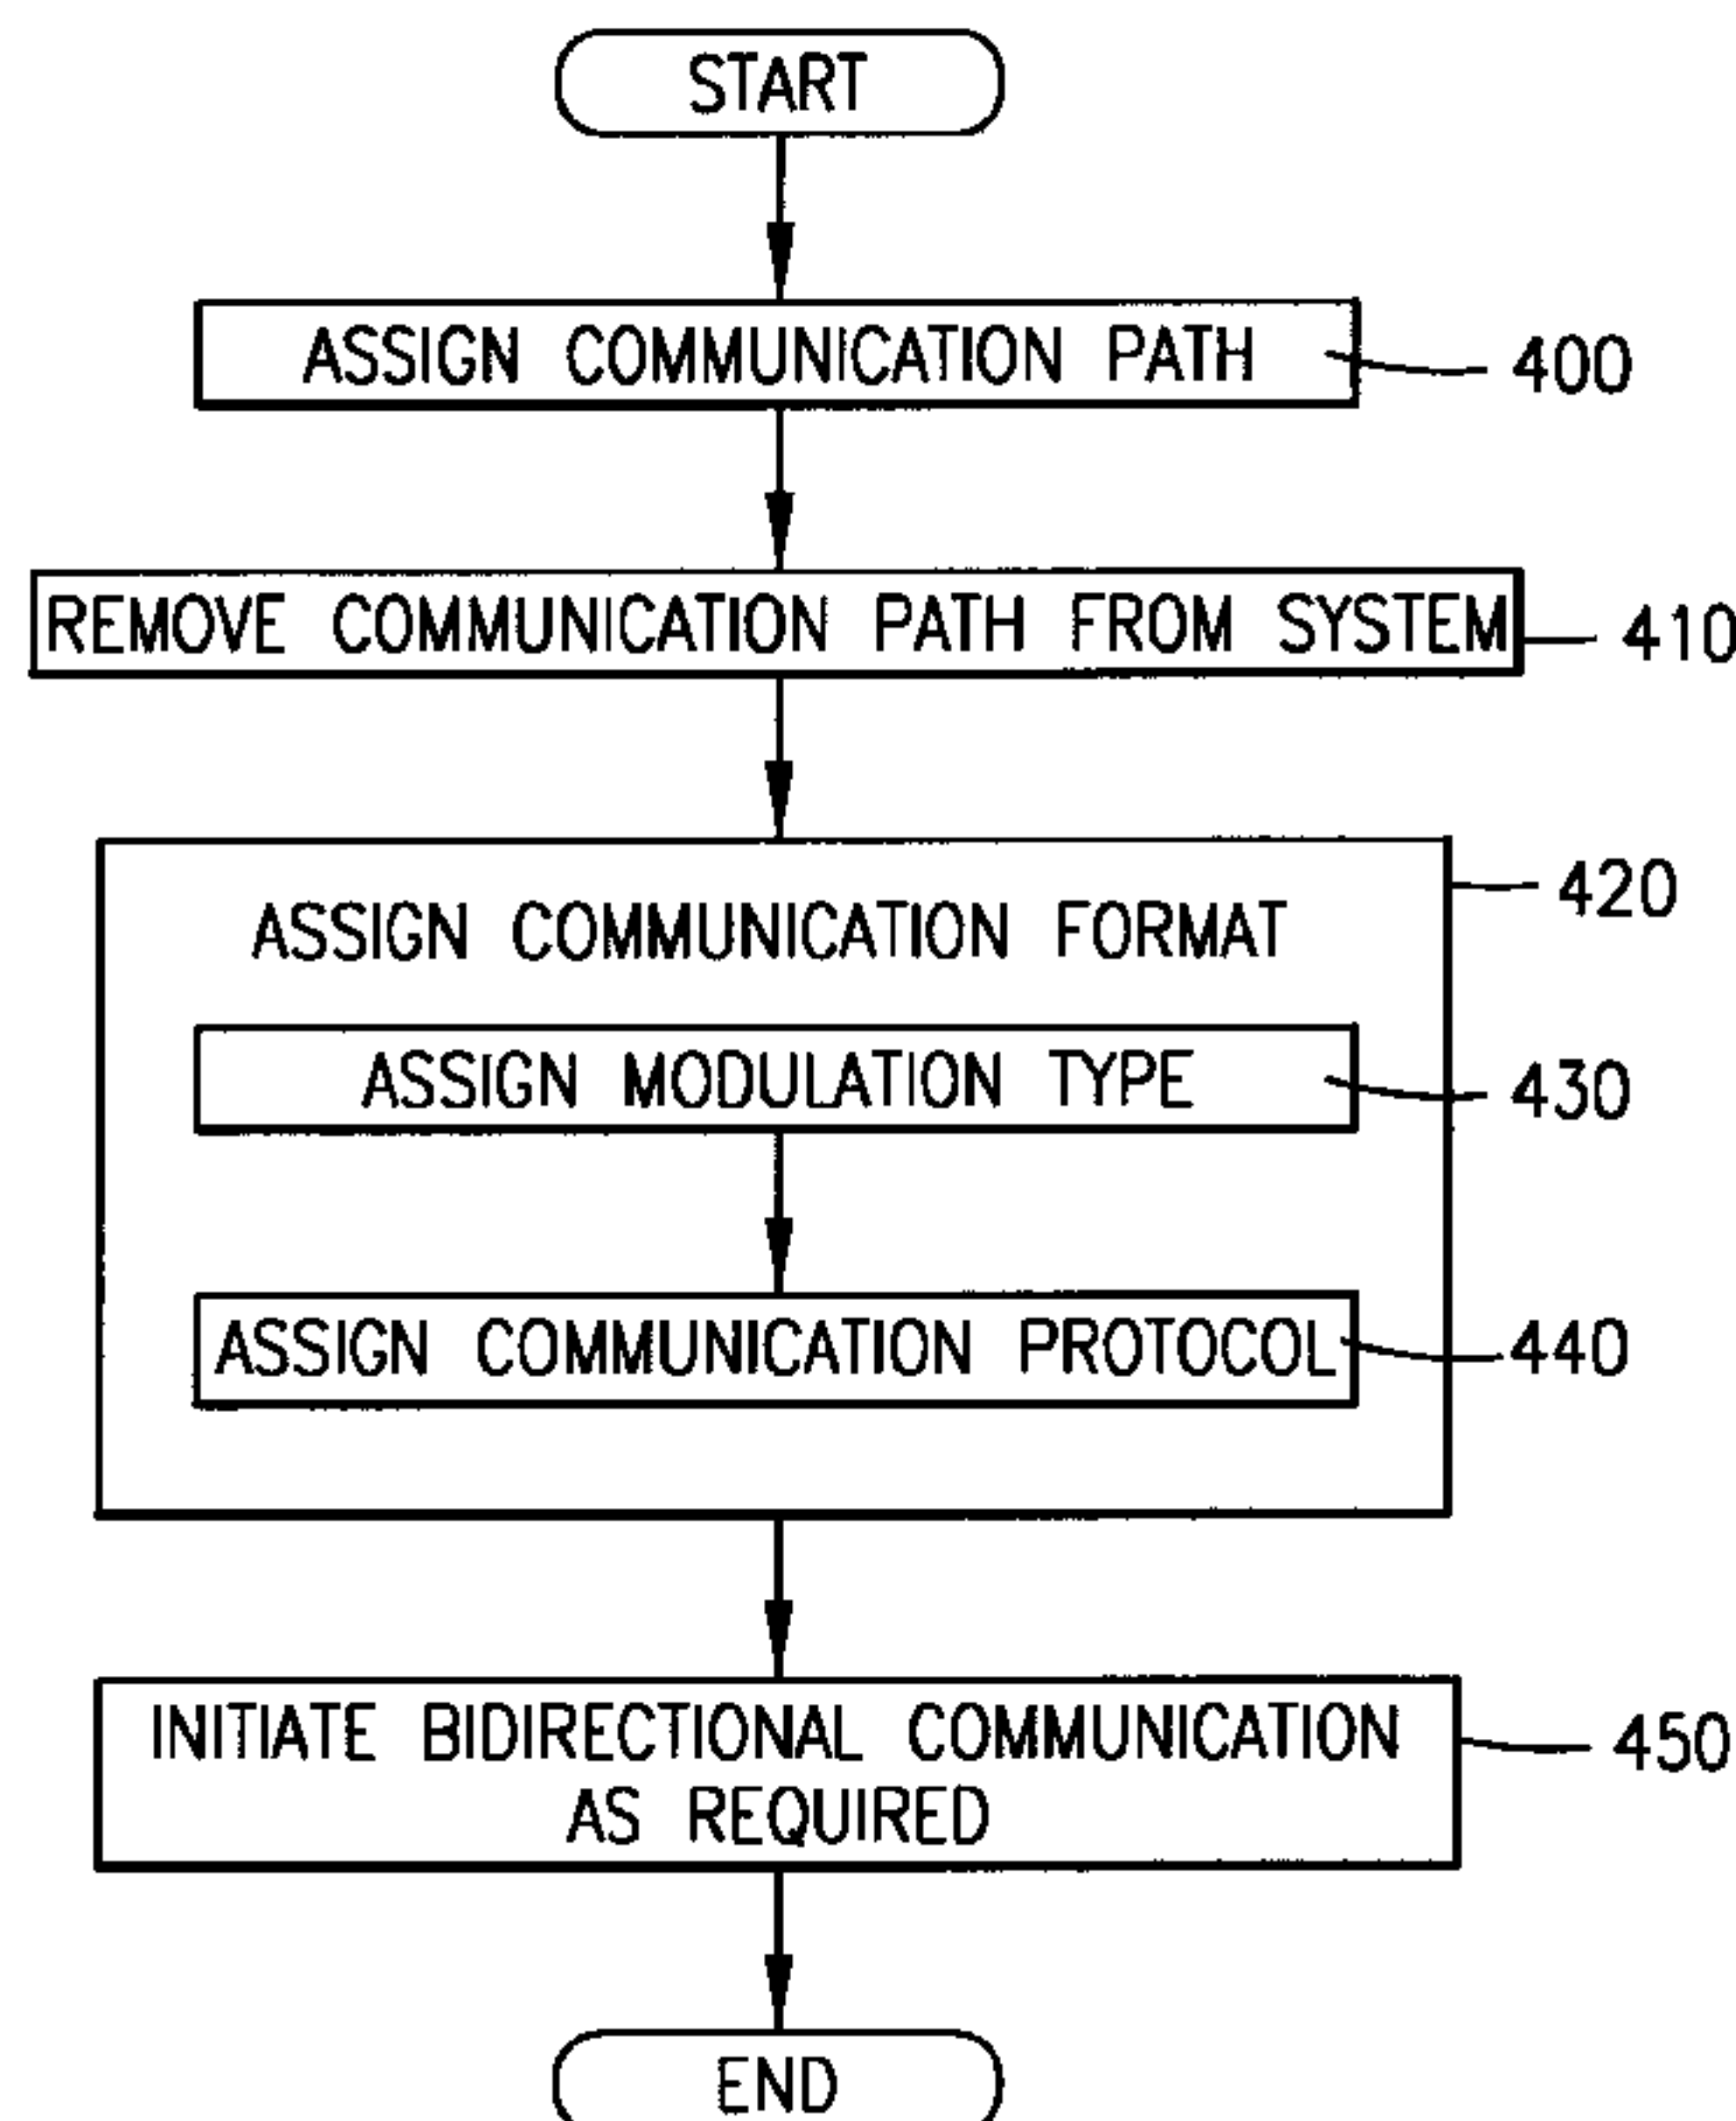 START
ASSIGN COMMUNICATION PATH
400
REMOVE COMMUNICATION PATH FROM SYSTEM
410
420
ASSIGN COMMUNICATION FORMAT
ASSIGN MODULATION TYPE
430
ASSIGN COMMUNICATION PROTOCOL
440
INITIATE BIDIRECTIONAL COMMUNICATION
AS REQUIRED
450
END